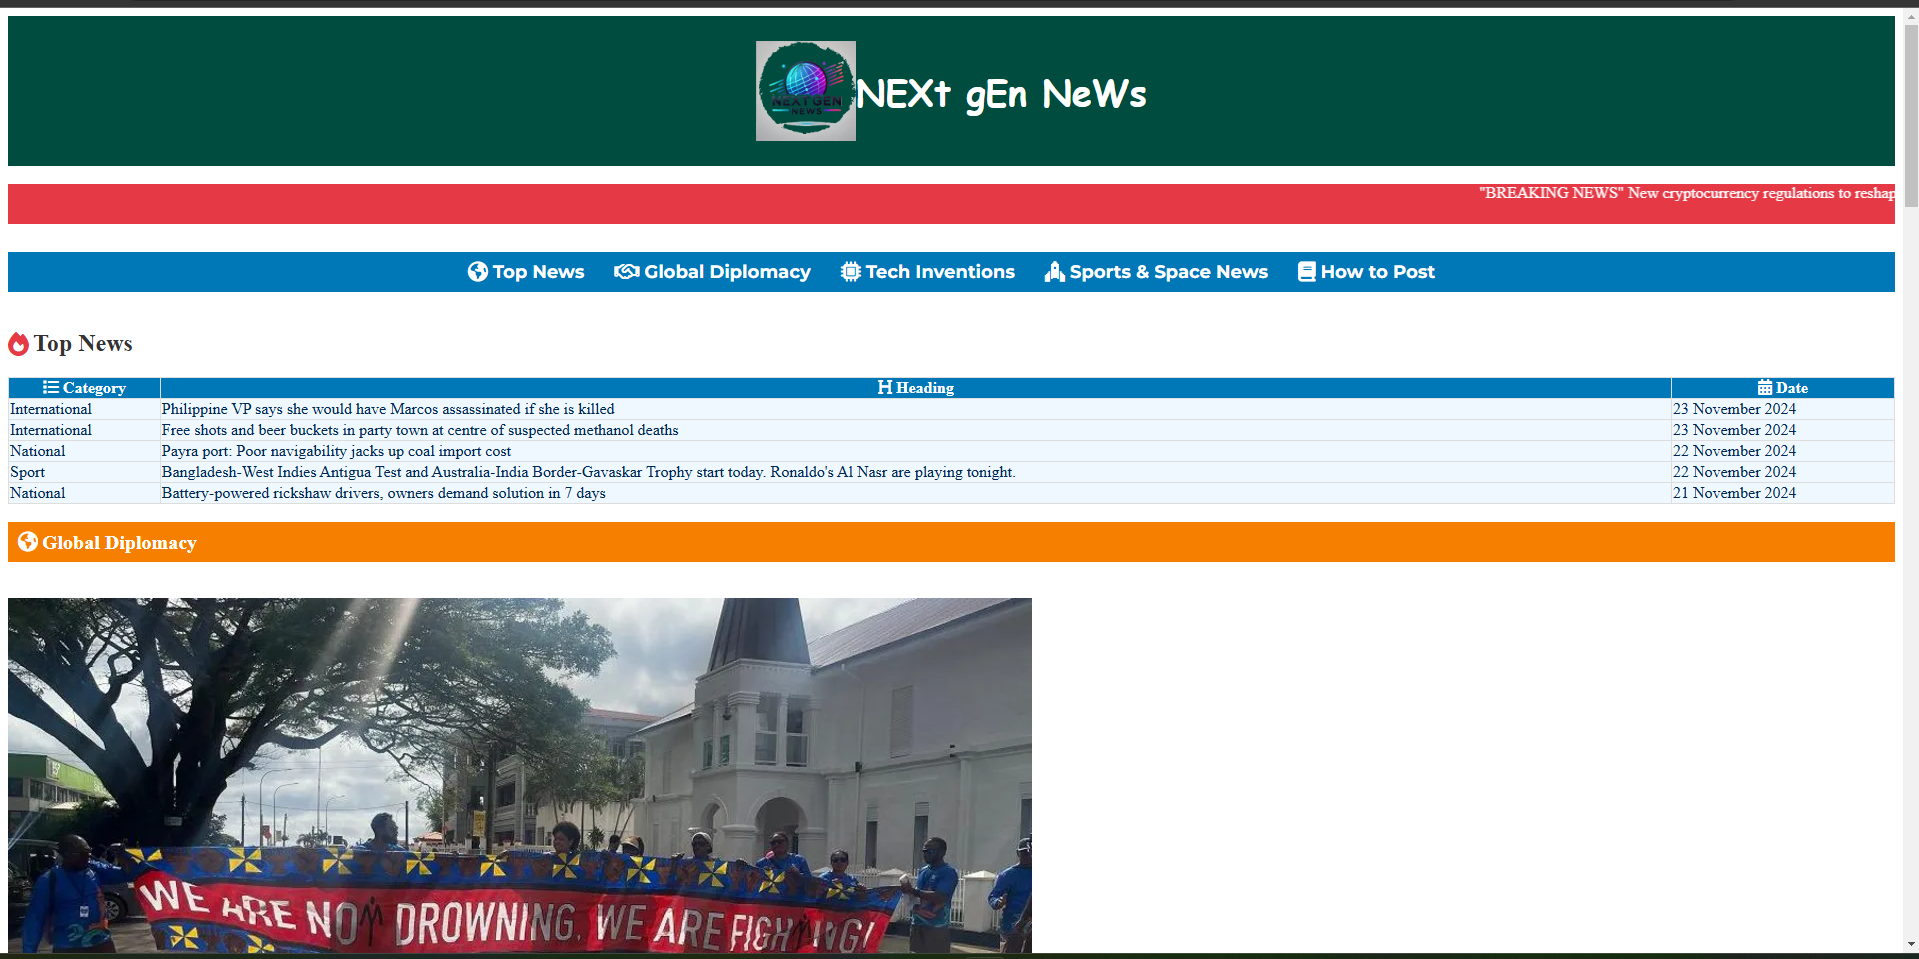 NEXT GEN
NEWS
NEXt gEn NeWs
"BREAKING NEWS" New cryptocurrency regulations to reshap
Top News Global Diplomacy Tech Inventions Sports & Space News How to Post
Top News
Category Heading Date
International Philippine VP says she would have Marcos assassinated if she is killed 23 November 2024
International Free shots and beer buckets in party town at centre of suspected methanol deaths 23 November 2024
National Payra port: Poor navigability jacks up coal import cost 22 November 2024
Sport Bangladesh-West Indies Antigua Test and Australia-India Border-Gavaskar Trophy start today. Ronaldo's Al Nasr are playing tonight. 22 November 2024
National Battery-powered rickshaw drivers, owners demand solution in 7 days 21 November 2024
Global Diplomacy
WE ARE NOT DROWNING. WE ARE FIGHTING!